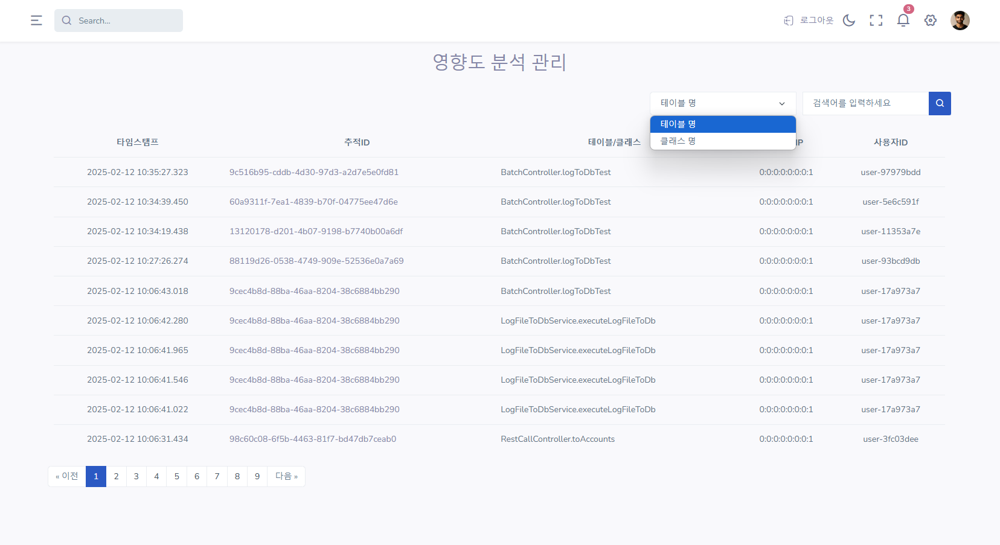 Search...
로그아웃
3
영향도 분석 관리
테이블 명
검색어를 입력하세요
테이블 명
클래스 명
타임스탬프 추적ID 테이블/클래스 IP 사용자ID
2025-02-12 10:35:27.323 9c516b95-cddb-4d30-97d3-a2d7e5e0fd81 BatchController.logToDbTest 0:0:0:0:0:0:0:1 user-97979bdd
2025-02-12 10:34:39.450 60a9311f-7ea1-4839-b70f-04775ee47d6e BatchController.logToDbTest 0:0:0:0:0:0:0:1 user-5e6c591f
2025-02-12 10:34:19.438 13120178-d201-4b07-9198-b7740b00a6df BatchController.logToDbTest 0:0:0:0:0:0:0:1 user-11353a7e
2025-02-12 10:27:26.274 88119d26-0538-4749-909e-52536e0a7a69 BatchController.logToDbTest 0:0:0:0:0:0:0:1 user-93bcd9db
2025-02-12 10:06:43.018 9cec4b8d-88ba-46aa-8204-38c6884bb290 BatchController.logToDbTest 0:0:0:0:0:0:0:1 user-17a973a7
2025-02-12 10:06:42.280 9cec4b8d-88ba-46aa-8204-38c6884bb290 LogFileToDbService.executeLogFileToDb 0:0:0:0:0:0:0:1 user-17a973a7
2025-02-12 10:06:41.965 9cec4b8d-88ba-46aa-8204-38c6884bb290 LogFileToDbService.executeLogFileToDb 0:0:0:0:0:0:0:1 user-17a973a7
2025-02-12 10:06:41.546 9cec4b8d-88ba-46aa-8204-38c6884bb290 LogFileToDbService.executeLogFileToDb 0:0:0:0:0:0:0:1 user-17a973a7
2025-02-12 10:06:41.022 9cec4b8d-88ba-46aa-8204-38c6884bb290 LogFileToDbService.executeLogFileToDb 0:0:0:0:0:0:0:1 user-17a973a7
2025-02-12 10:06:31.434 98c60c08-6f5b-4463-81f7-bd47db7ceab0 RestCallController.toAccounts 0:0:0:0:0:0:0:1 user-3fc03dee
« 이전 1 2 3 4 5 6 7 8 9 다음 »